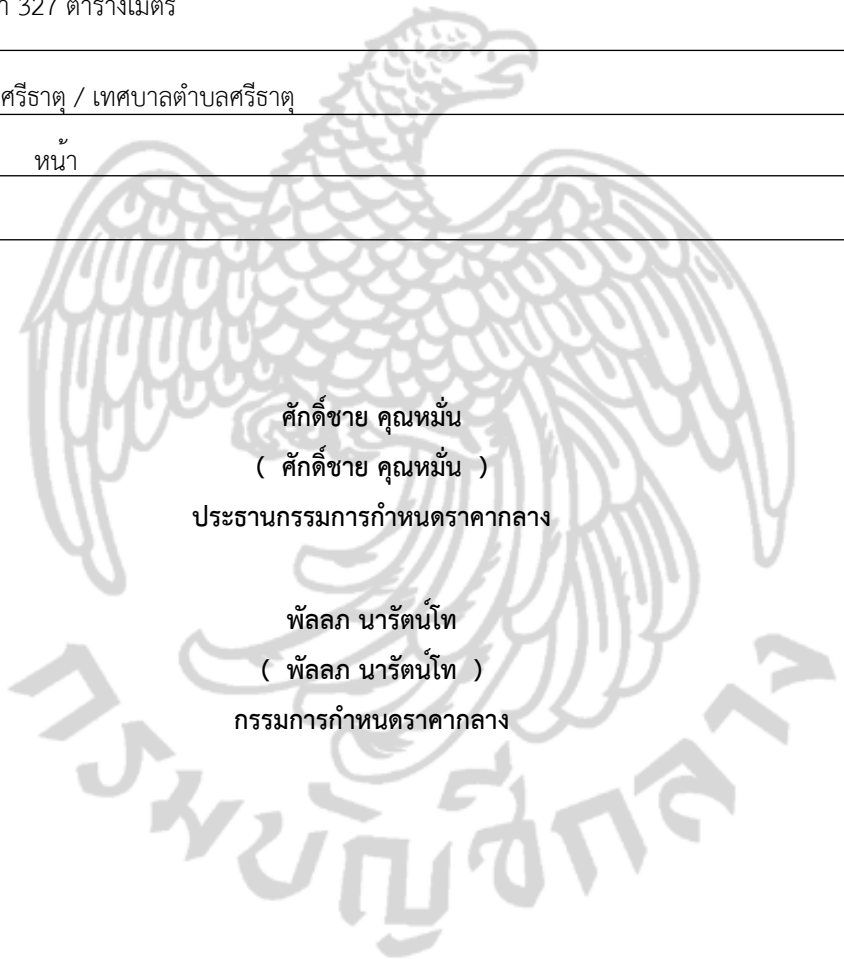 327 ตารางเมตร
ศรีธาตุ / เทศบาลตำบลศรีธาตุ
หน้า
ศักดิ์ชาย คุณหมั่น
( ศักดิ์ชาย คุณหมั่น )
ประธานกรรมการกำหนดราคากลาง
พัลลภ นารัตน์โท
( พัลลภ นารัตน์โท )
กรรมการกำหนดราคากลาง
กรมบัญชีกลาง